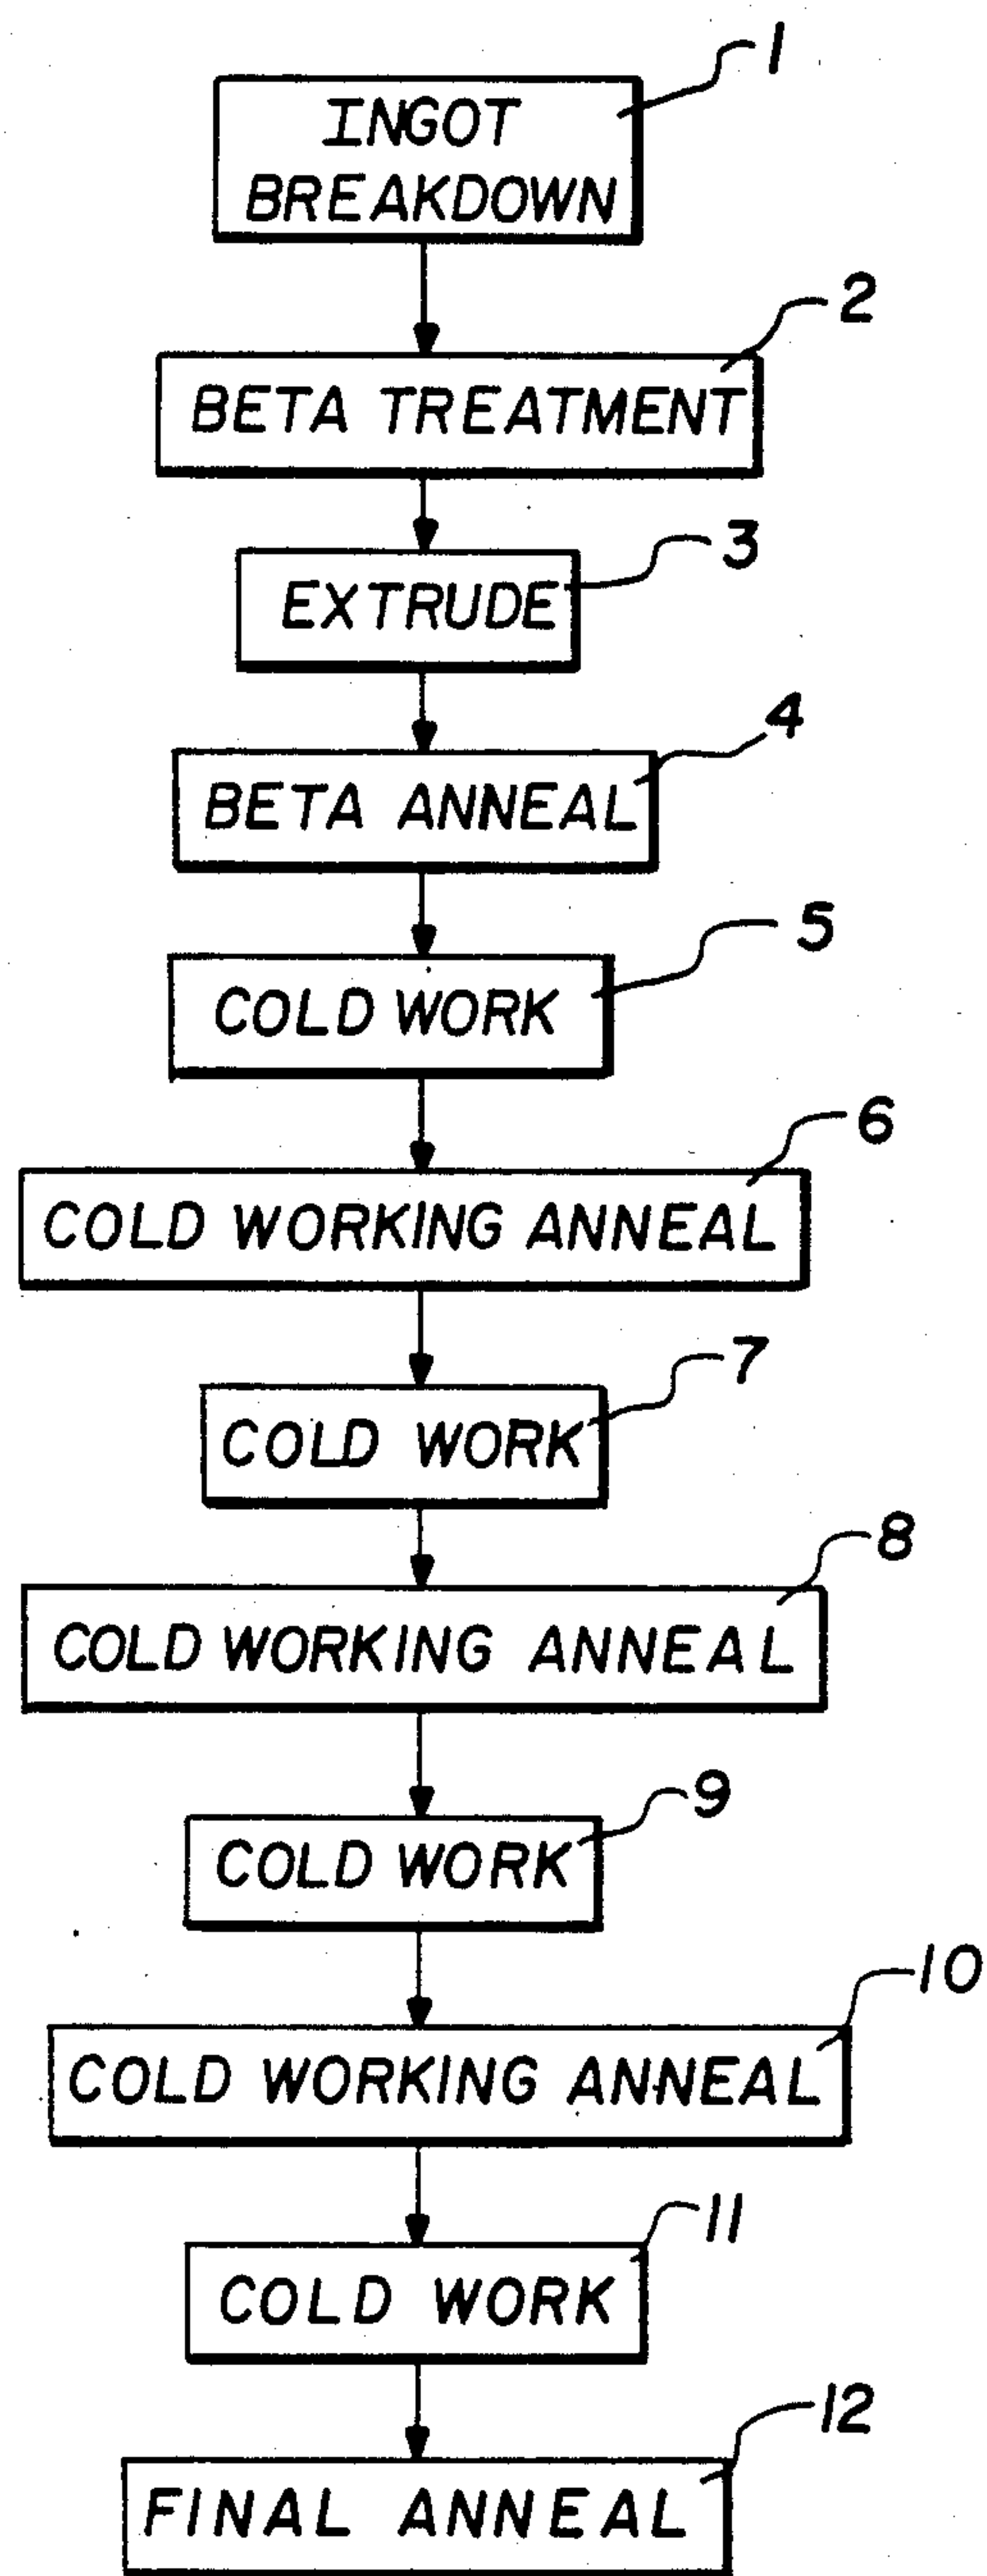 1
INGOT
BREAKDOWN
2
BETA TREATMENT
3
EXTRUDE
4
BETA ANNEAL
5
COLD WORK
6
COLD WORKING ANNEAL
7
COLD WORK
8
COLD WORKING ANNEAL
9
COLD WORK
10
COLD WORKING ANNEAL
11
COLD WORK
12
FINAL ANNEAL